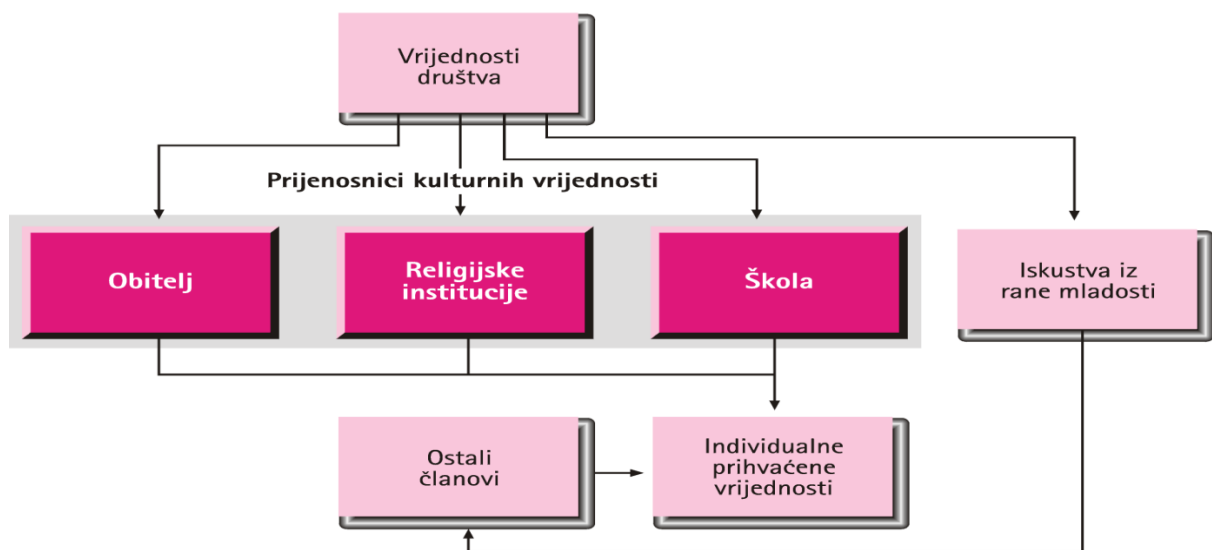 Vrijednosti
društva
Prijenosnici kulturnih vrijednosti
Obitelj
Religijske
institucije
Škola
Iskustva iz
rane mladosti
Ostali
članovi
Individualne
prihvaćene
vrijednosti